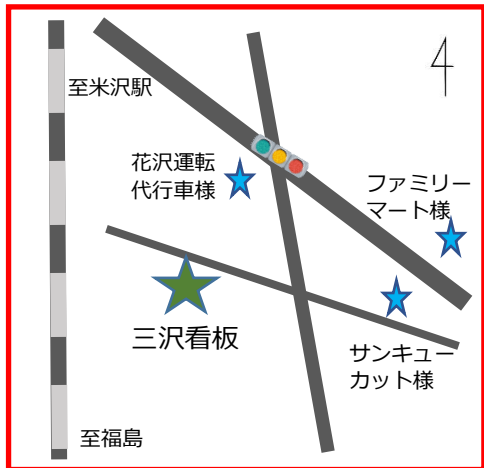 至米沢駅
花沢運転
代行車様
ファミリー
マート様
三沢看板
サンキュー
カット様
至福島